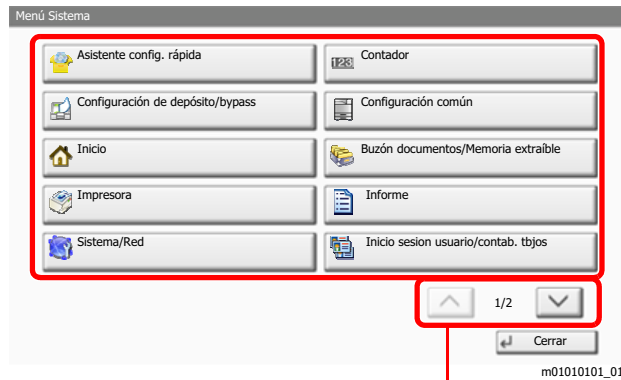 Menú Sistema
Asistente config. rápida
123
Contador
Configuración de depósito/bypass
Configuración común
Inicio
Buzón documentos/Memoria extraíble
Impresora
Informe
Sistema/Red
Inicio sesion usuario/contab. tbjos
1/2
Cerrar
m01010101_01